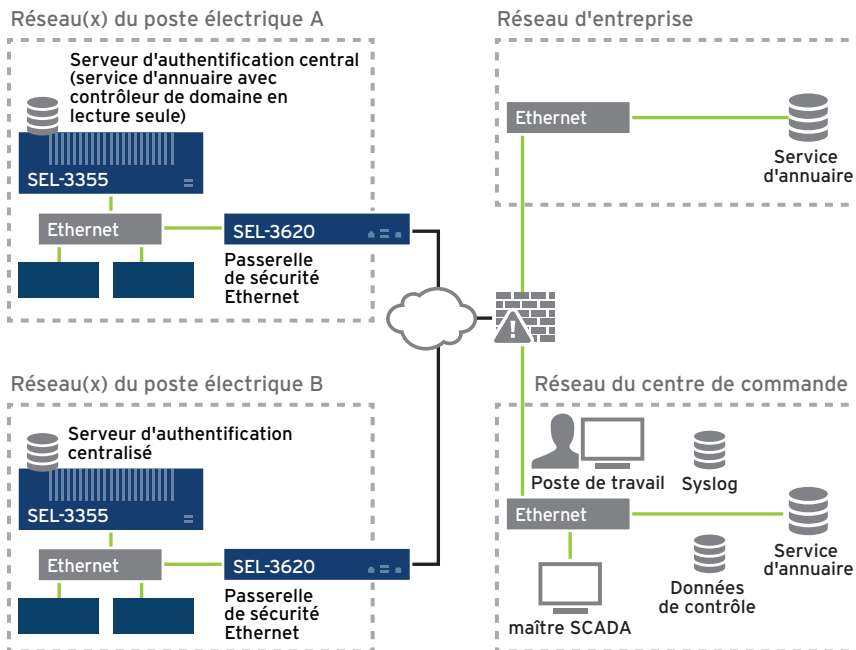 Réseau(x) du poste électrique A
Serveur d'authentification central
(service d'annuaire avec
contrôleur de domaine en
lecture seule)
SEL-3355
Ethernet
SEL-3620
Passerelle
de sécurité
Ethernet
Réseau d'entreprise
Ethernet
Service
d'annuaire
Réseau(x) du poste électrique B
Serveur d'authentification
centralisé
SEL-3355
Ethernet
SEL-3620
Passerelle
de sécurité
Ethernet
Réseau du centre de commande
Poste de travail
Syslog
Ethernet
Service
d'annuaire
Données
de contrôle
maître SCADA